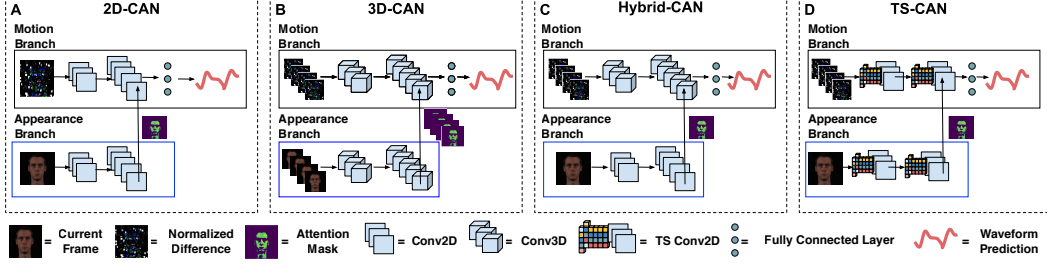 A 2D-CAN
Motion
Branch
Appearance
Branch
B 3D-CAN
Motion
Branch
Appearance
Branch
C Hybrid-CAN
Motion
Branch
Appearance
Branch
D TS-CAN
Motion
Branch
Appearance
Branch
= Current
Frame
= Normalized
Difference
= Attention
Mask
= Conv2D
= Conv3D
= TS Conv2D
= Fully Connected Layer
= Waveform
Prediction